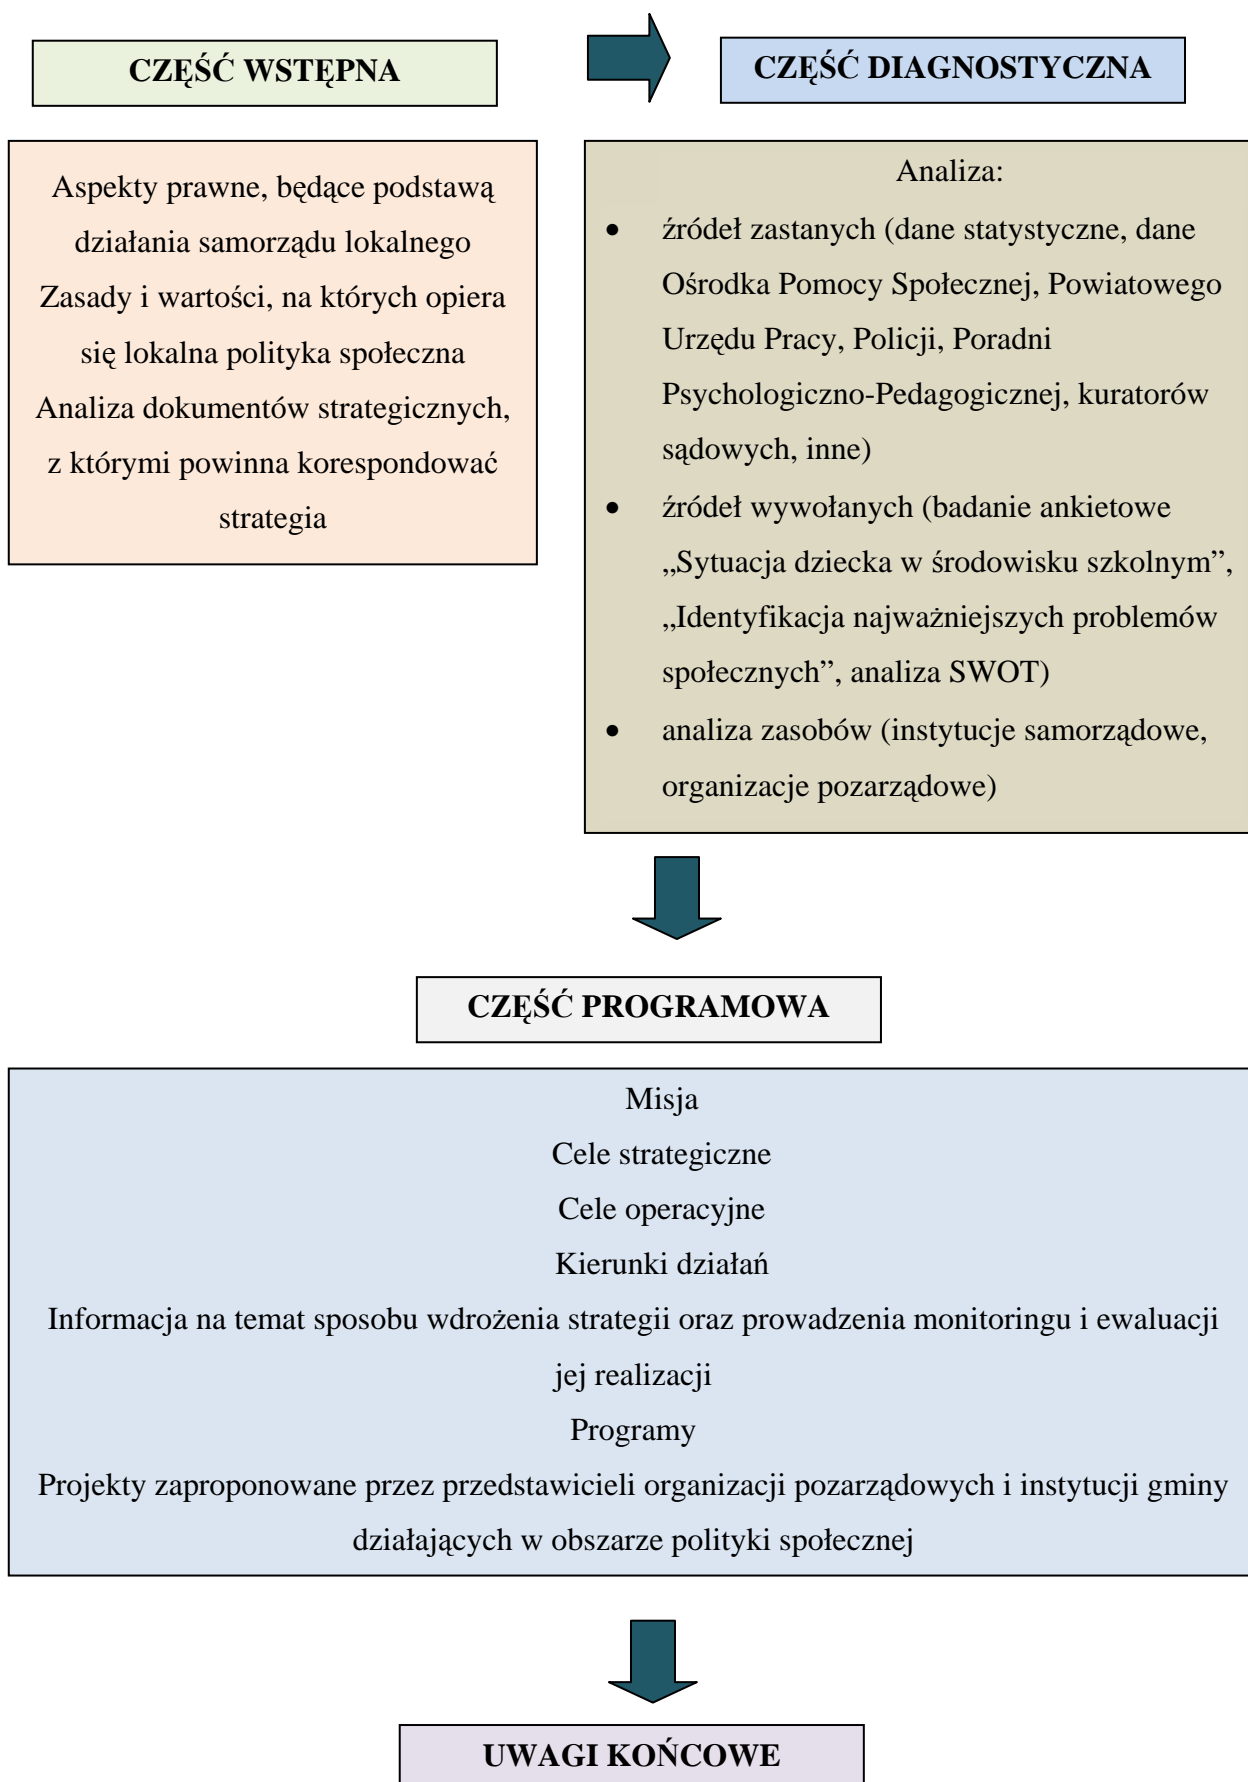 CZĘŚĆ WSTĘPNA
Aspekty prawne, będące podstawą
działania samorządu lokalnego
Zasady i wartości, na których opiera
się lokalna polityka społeczna
Analiza dokumentów strategicznych,
z którymi powinna korespondować
strategia
CZĘŚĆ DIAGNOSTYCZNA
Analiza:
• źródeł zastanych (dane statystyczne, dane
Ośrodka Pomocy Społecznej, Powiatowego
Urzędu Pracy, Policji, Poradni
Psychologiczno-Pedagogicznej, kuratorów
sądowych, inne)
• źródeł wywołanych (badanie ankietowe
„Sytuacja dziecka w środowisku szkolnym”,
„Identyfikacja najważniejszych problemów
społecznych”, analiza SWOT)
• analiza zasobów (instytucje samorządowe,
organizacje pozarządowe)
CZĘŚĆ PROGRAMOWA
Misja
Cele strategiczne
Cele operacyjne
Kierunki działań
Informacja na temat sposobu wdrożenia strategii oraz prowadzenia monitoringu i ewaluacji
jej realizacji
Programy
Projekty zaproponowane przez przedstawicieli organizacji pozarządowych i instytucji gminy
działających w obszarze polityki społecznej
UWAGI KOŃCOWE